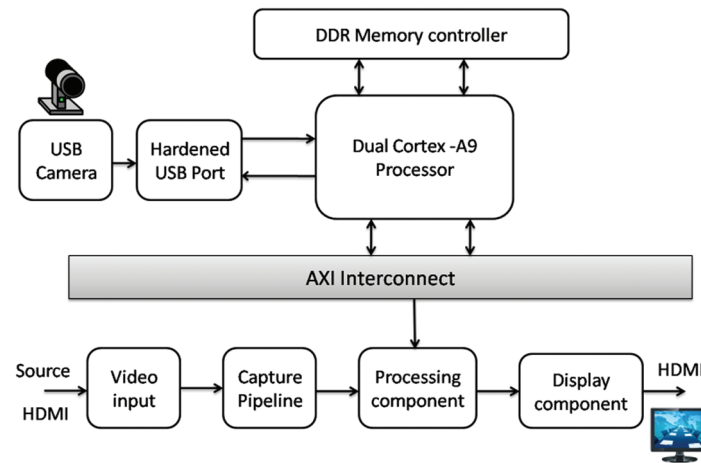 DDR Memory controller
USB
Camera
Hardened
USB Port
Dual Cortex -A9
Processor
AXI Interconnect
Source
HDMI
Video
input
Capture
Pipeline
Processing
component
Display
component
HDMI